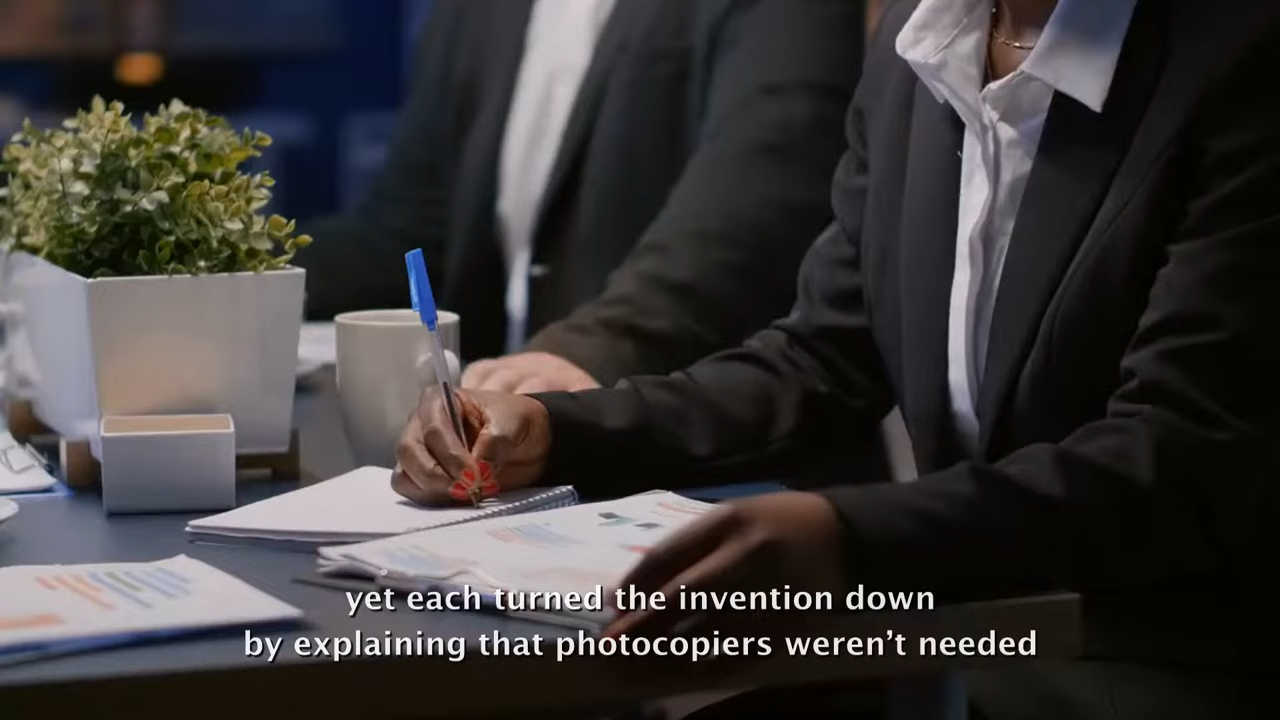 yet each turned the invention down
by explaining that photocopiers weren't needed